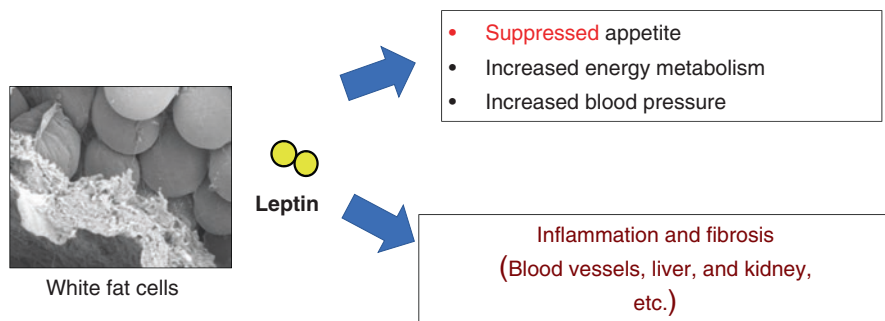 • Suppressed appetite
• Increased energy metabolism
• Increased blood pressure
Leptin
White fat cells
Inflammation and fibrosis
(Blood vessels, liver, and kidney,
etc.)